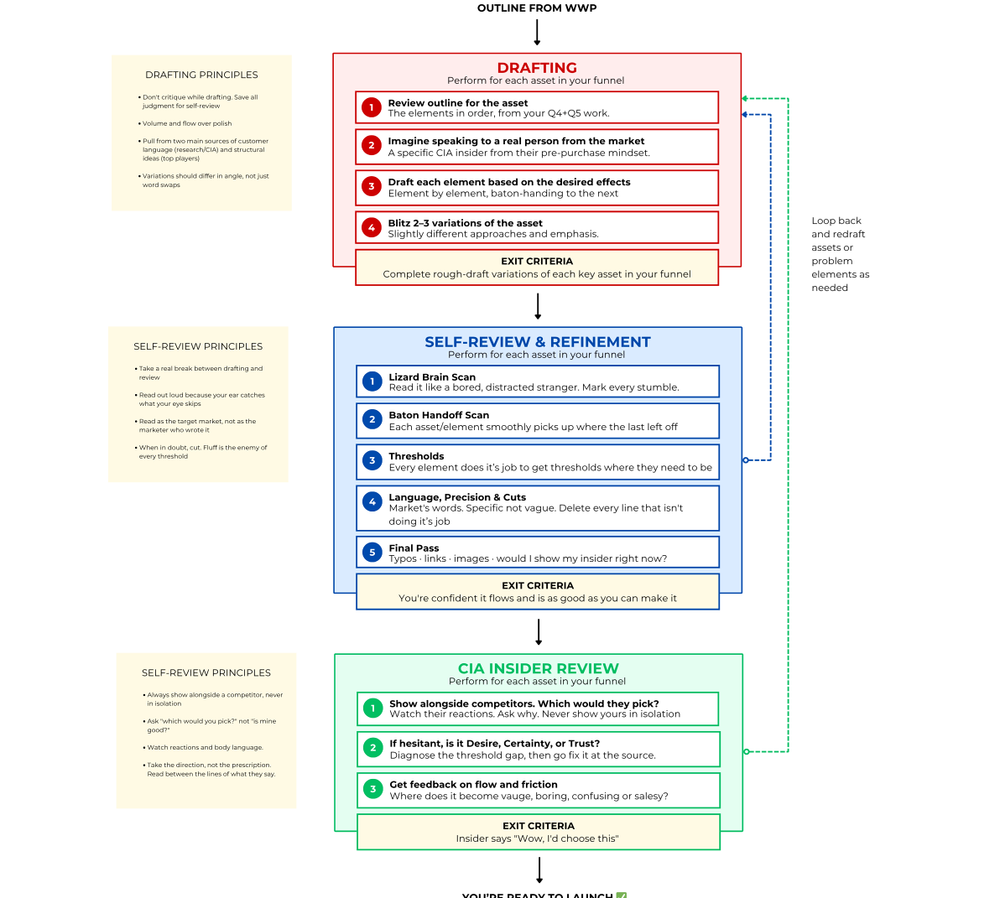 OUTLINE FROM WWP
DRAFTING PRINCIPLES
• Don't critique while drafting. Save all
judgment for self-review
• Volume and flow over polish
• Pull from two main sources of customer
language (research/CIA) and structural
ideas (top players)
• Variations should differ in angle, not just
word swaps
DRAFTING
Perform for each asset in your funnel
1
Review outline for the asset
The elements in order, from your Q4+Q5 work.
2
Imagine speaking to a real person from the market
A specific CIA insider from their pre-purchase mindset.
3
Draft each element based on the desired effects
Element by element, baton-handing to the next
4
Blitz 2–3 variations of the asset
Slightly different approaches and emphasis.
EXIT CRITERIA
Complete rough-draft variations of each key asset in your funnel
Loop back
and redraft
assets or
problem
elements as
needed
SELF-REVIEW PRINCIPLES
• Take a real break between drafting and
review
• Read out loud because your ear catches
what your eye skips
• Read as the target market, not as the
marketer who wrote it
• When in doubt, cut. Fluff is the enemy of
every threshold
SELF-REVIEW & REFINEMENT
Perform for each asset in your funnel
1
Lizard Brain Scan
Read it like a bored, distracted stranger. Mark every stumble.
2
Baton Handoff Scan
Each asset/element smoothly picks up where the last left off
3
Thresholds
Every element does it’s job to get thresholds where they need to be
4
Language, Precision & Cuts
Market's words. Specific not vague. Delete every line that isn't
doing it’s job
5
Final Pass
Typos · links · images · would I show my insider right now?
EXIT CRITERIA
You're confident it flows and is as good as you can make it
SELF-REVIEW PRINCIPLES
• Always show alongside a competitor, never
in isolation
• Ask "which would you pick?" not "is mine
good?"
• Watch reactions and body language.
• Take the direction, not the prescription.
Read between the lines of what they say.
CIA INSIDER REVIEW
Perform for each asset in your funnel
1
Show alongside competitors. Which would they pick?
Watch their reactions. Ask why. Never show yours in isolation
2
If hesitant, is it Desire, Certainty, or Trust?
Diagnose the threshold gap, then go fix it at the source.
3
Get feedback on flow and friction
Where does it become vauge, boring, confusing or salesy?
EXIT CRITERIA
Insider says "Wow, I'd choose this"
YOU’RE READY TO LAUNCH ✅